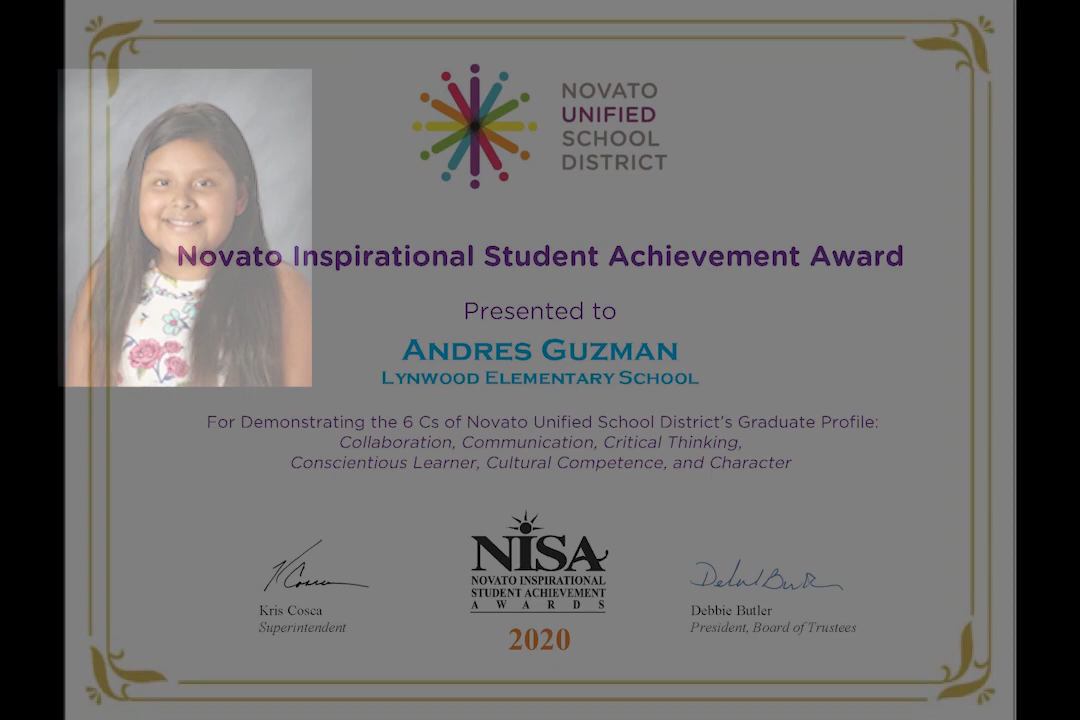 NOVATO
UNIFIED
SCHOOL
DISTRICT
Novato Inspirational Student Achievement Award
Presented to
ANDRES GUZMAN
LYNWOOD ELEMENTARY SCHOOL
For Demonstrating the 6 Cs of Novato Unified School District's Graduate Profile:
Collaboration, Communication, Critical Thinking,
Conscientious Learner, Cultural Competence, and Character
NISA
NOVATO INSPIRATIONAL
STUDENT ACHIEVEMENT
AWARDS
2020
Kris Cosca
Superintendent
Debbie Butler
President, Board of Trustees